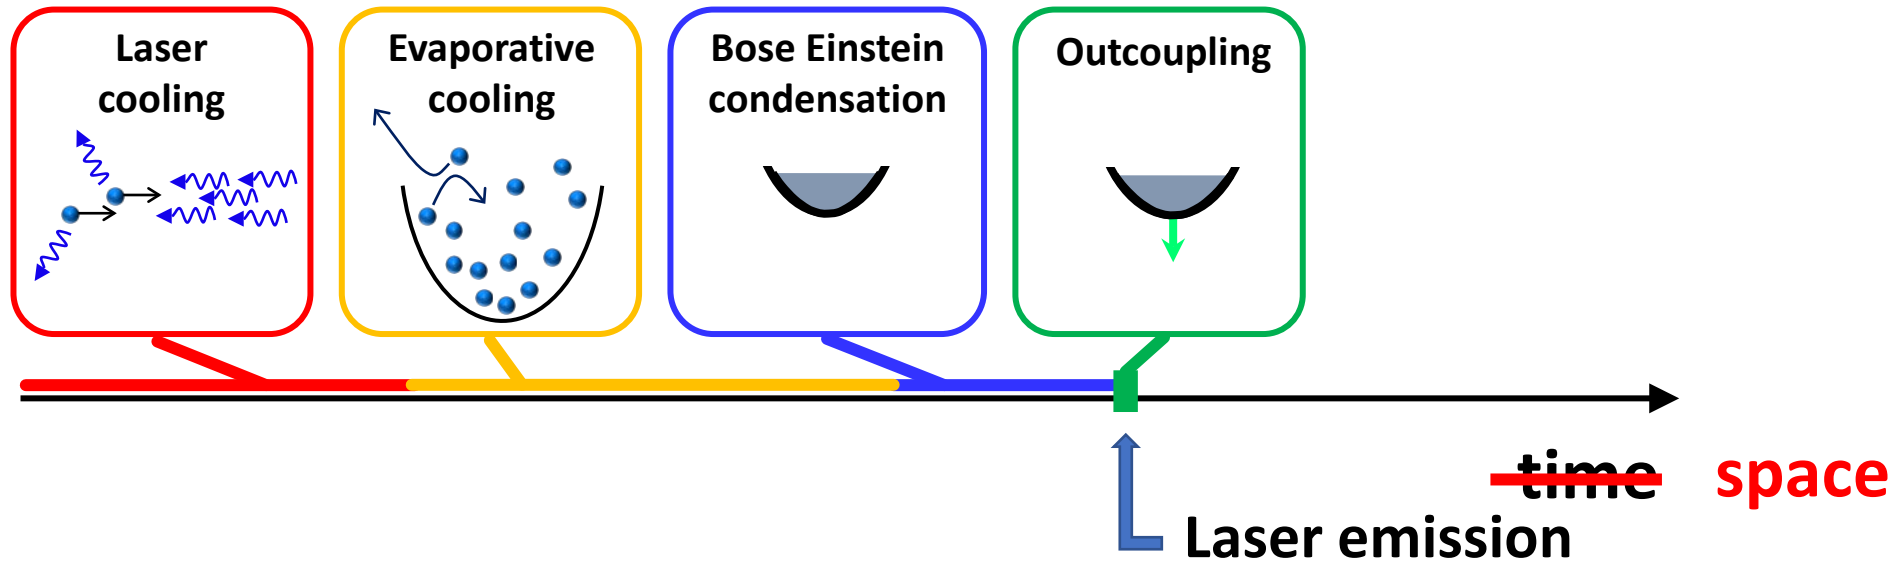 Laser
cooling
Evaporative
cooling
Bose Einstein
condensation
Outcoupling
time space
Laser emission